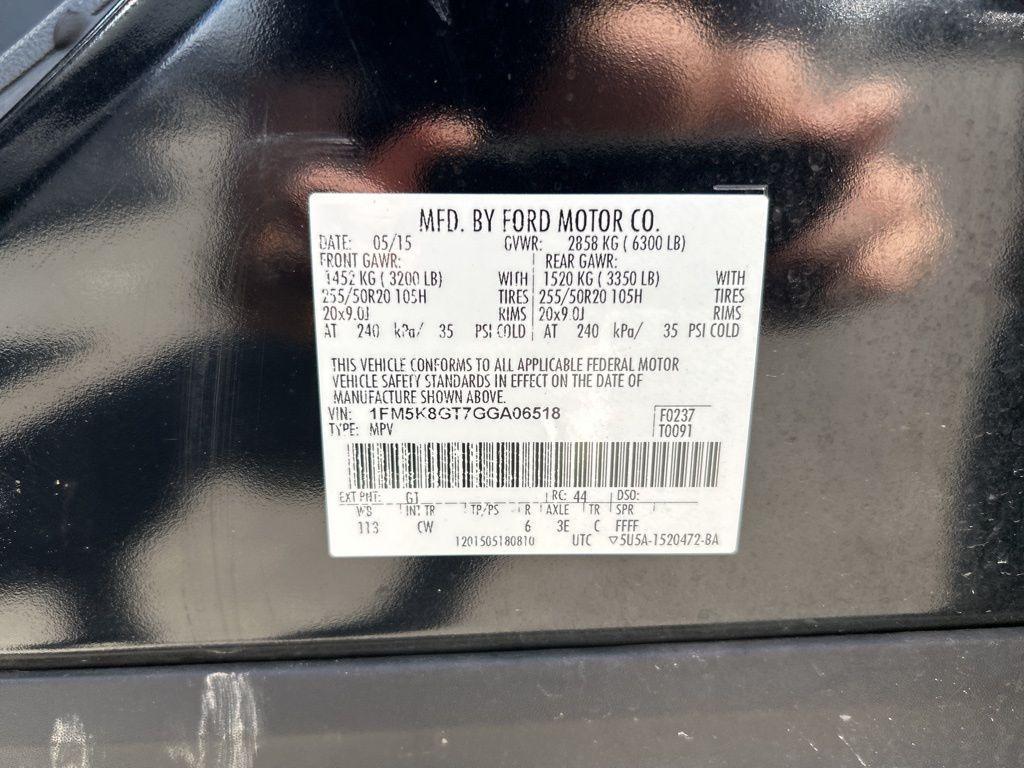 MFD. BY FORD MOTOR CO.
DATE: 05/15 GVWR: 2858 KG ( 6300 LB)
FRONT GAWR: REAR GAWR:
1452 KG ( 3200 LB) WITH 1520 KG ( 3350 LB) WITH
255/50R20 105H TIRES 255/50R20 105H TIRES
20x9.0J RIMS 20x9.0J RIMS
AT 240 kPa/ 35 PSI COLD AT 240 kPa/ 35 PSI COLD
THIS VEHICLE CONFORMS TO ALL APPLICABLE FEDERAL MOTOR
VEHICLE SAFETY STANDARDS IN EFFECT ON THE DATE OF
MANUFACTURE SHOWN ABOVE.
VIN: 1FM5K8GT7GGA06518 F0237
TYPE: MPV T0091
EXT PNT: G1 RC: 44 DSO:
WB INT TR TP/PS R AXLE TR SPR
113 CW 6 3E C FFFF
1201505180810 UTC ▽5U5A-1520472-BA